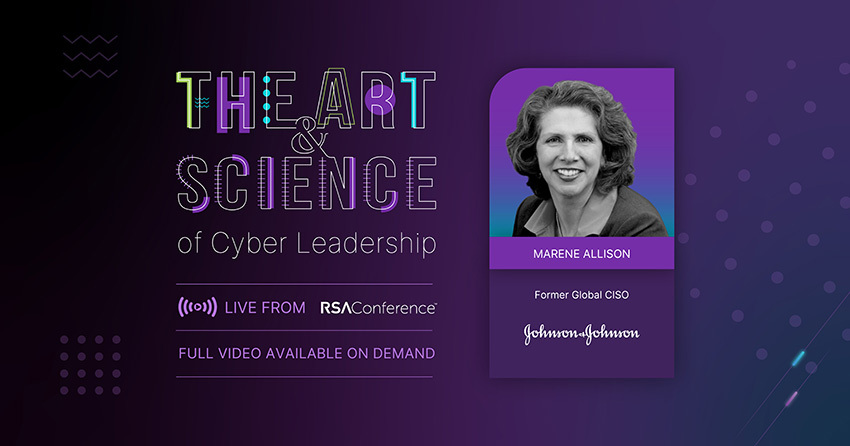 THE ART
&
SCIENCE
of Cyber Leadership
LIVE FROM RSAConference™
FULL VIDEO AVAILABLE ON DEMAND
MARENE ALLISON
Former Global CISO
Johnson&Johnson